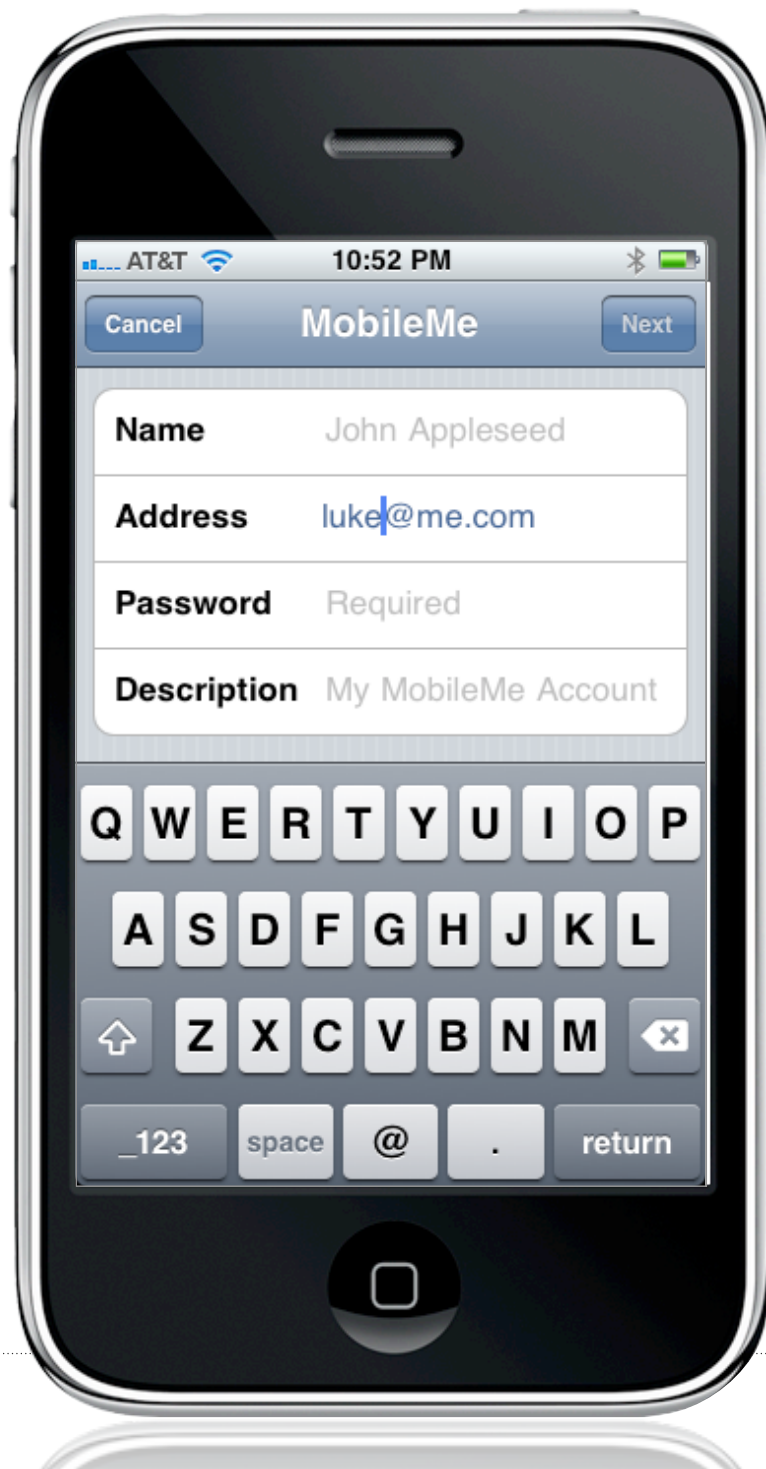 AT&T 10:52 PM
Cancel MobileMe Next
Name John Appleseed
Address luke@me.com
Password Required
Description My MobileMe Account
Q W E R T Y U I O P
A S D F G H J K L
Z X C V B N M
_123 space @ . return